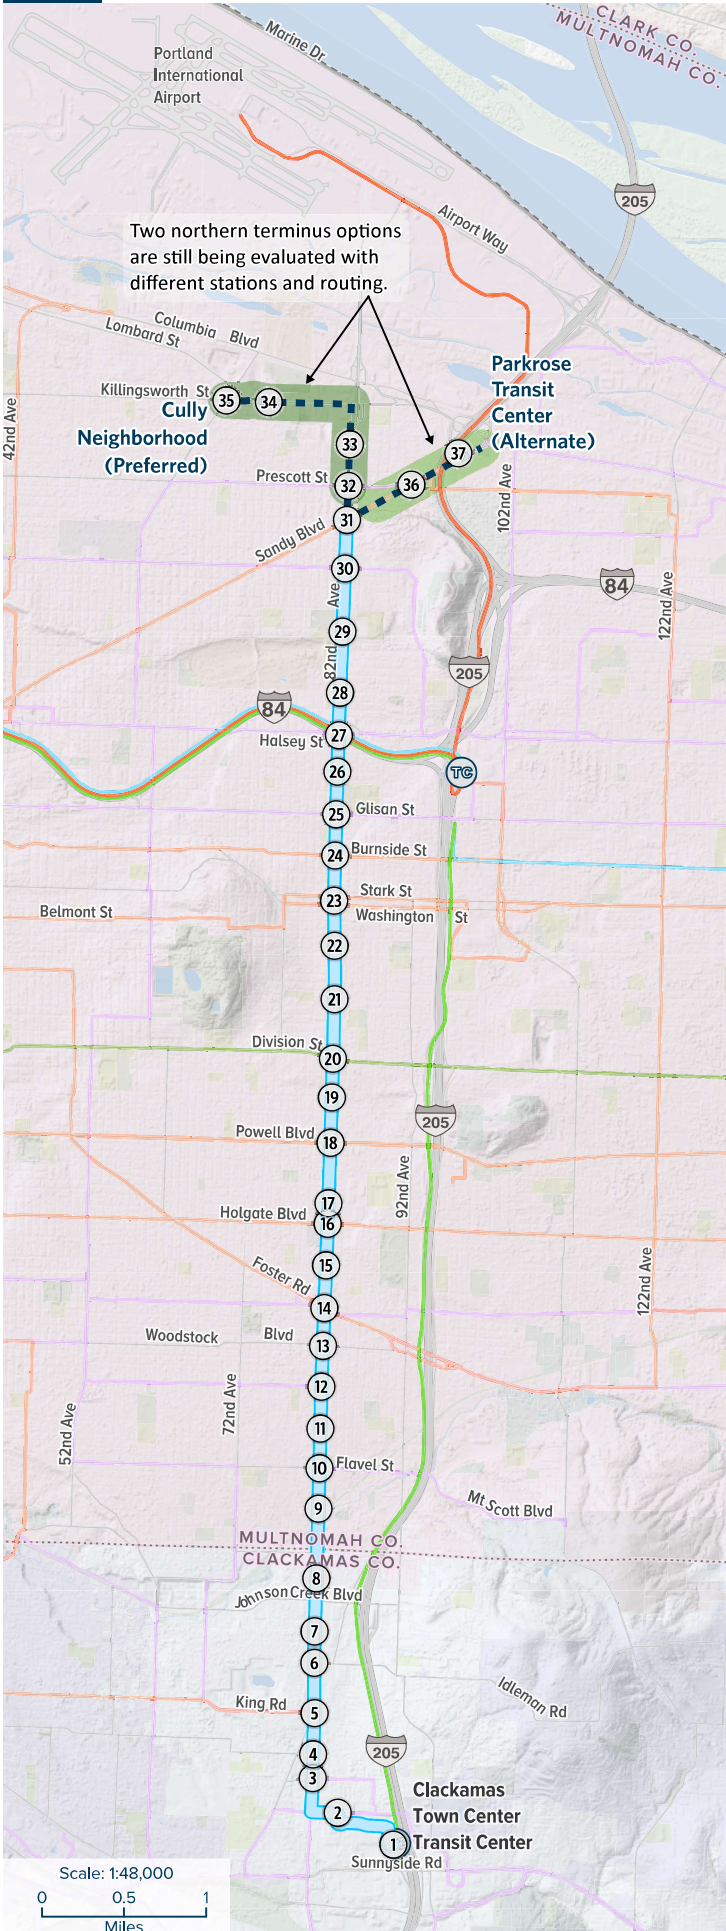 CLARK CO.
MULTNOMAH CO.
Marine Dr
Portland
International
Airport
205
Airport Way
Two northern terminus options
are still being evaluated with
different stations and routing.
Columbia Blvd
Lombard St
Killingsworth St
35
34
Cully
Neighborhood
(Preferred)
Parkrose
Transit
Center
(Alternate)
42nd Ave
33
37
Prescott St
32
36
102nd Ave
31
Sandy Blvd
30
84
122nd Ave
82nd Ave
29
205
28
84
27
Halsey St
26
TC
25
Glisan St
24
Burnside St
23
Stark St
Washington St
Belmont St
22
21
Division St
20
19
205
Powell Blvd
18
92nd Ave
17
Holgate Blvd
16
15
Foster Rd
122nd Ave
14
Woodstock Blvd
13
12
72nd Ave
52nd Ave
11
10
Flavel St
9
Mt Scott Blvd
MULTNOMAH CO.
CLACKAMAS CO.
8
Johnson Creek Blvd
7
6
Idleman Rd
King Rd
5
205
4
3
Clackamas
Town Center
Transit Center
2
1
Sunnyside Rd
Scale: 1:48,000
0 0.5 1
Miles